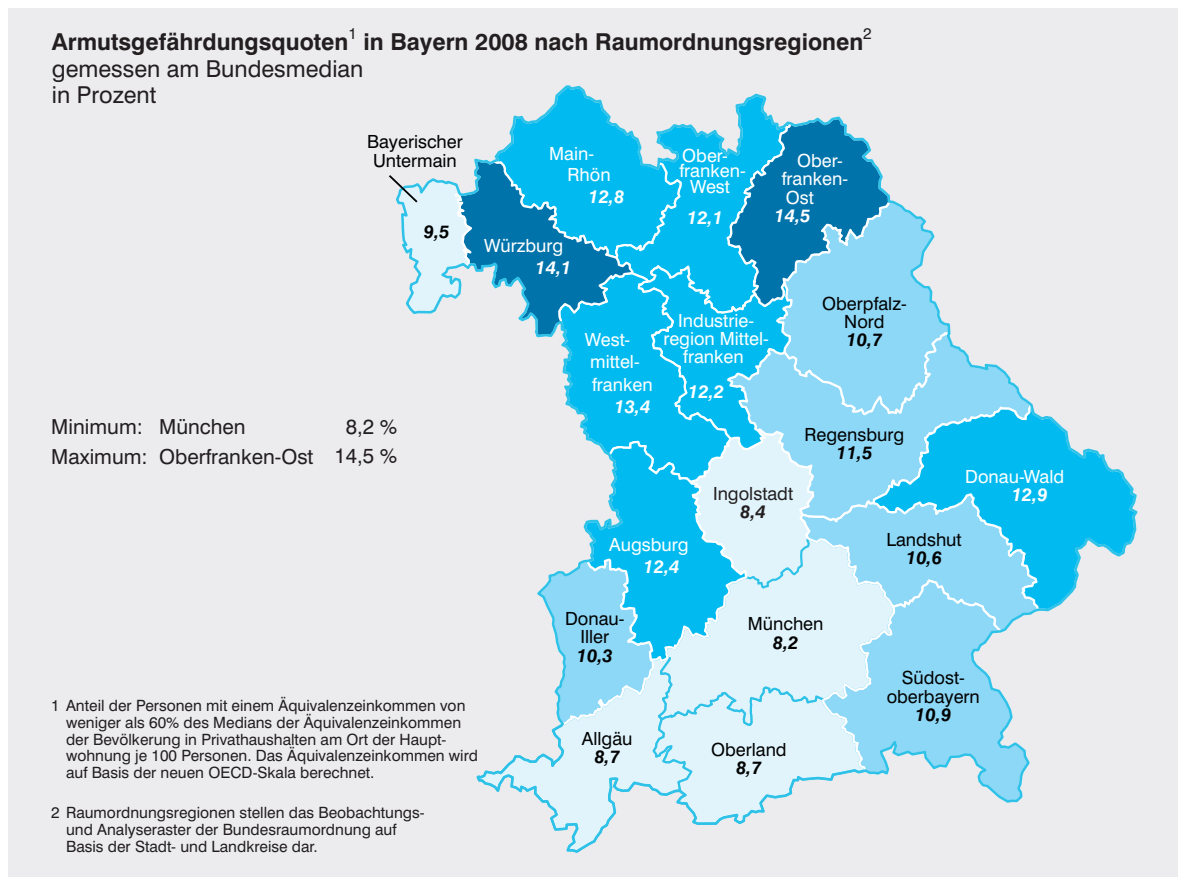 Armutsgefährdungsquoten¹ in Bayern 2008 nach Raumordnungsregionen²
gemessen am Bundesmedian
in Prozent
Bayerischer
Untermain
9,5
Main-
Rhön
12,8
Ober-
franken-
West
12,1
Ober-
franken-
Ost
14,5
Würzburg
14,1
Oberpfalz-
Nord
10,7
Industrie-
region Mittel-
franken
12,2
West-
mittel-
franken
13,4
Minimum: München 8,2 %
Maximum: Oberfranken-Ost 14,5 %
Regensburg
11,5
Donau-Wald
12,9
Ingolstadt
8,4
Landshut
10,6
Augsburg
12,4
Donau-
Iller
10,3
München
8,2
Südost-
oberbayern
10,9
Allgäu
8,7
Oberland
8,7
1 Anteil der Personen mit einem Äquivalenzeinkommen von
weniger als 60% des Medians der Äquivalenzeinkommen
der Bevölkerung in Privathaushalten am Ort der Haupt-
wohnung je 100 Personen. Das Äquivalenzeinkommen wird
auf Basis der neuen OECD-Skala berechnet.
2 Raumordnungsregionen stellen das Beobachtungs-
und Analyseraster der Bundesraumordnung auf
Basis der Stadt- und Landkreise dar.